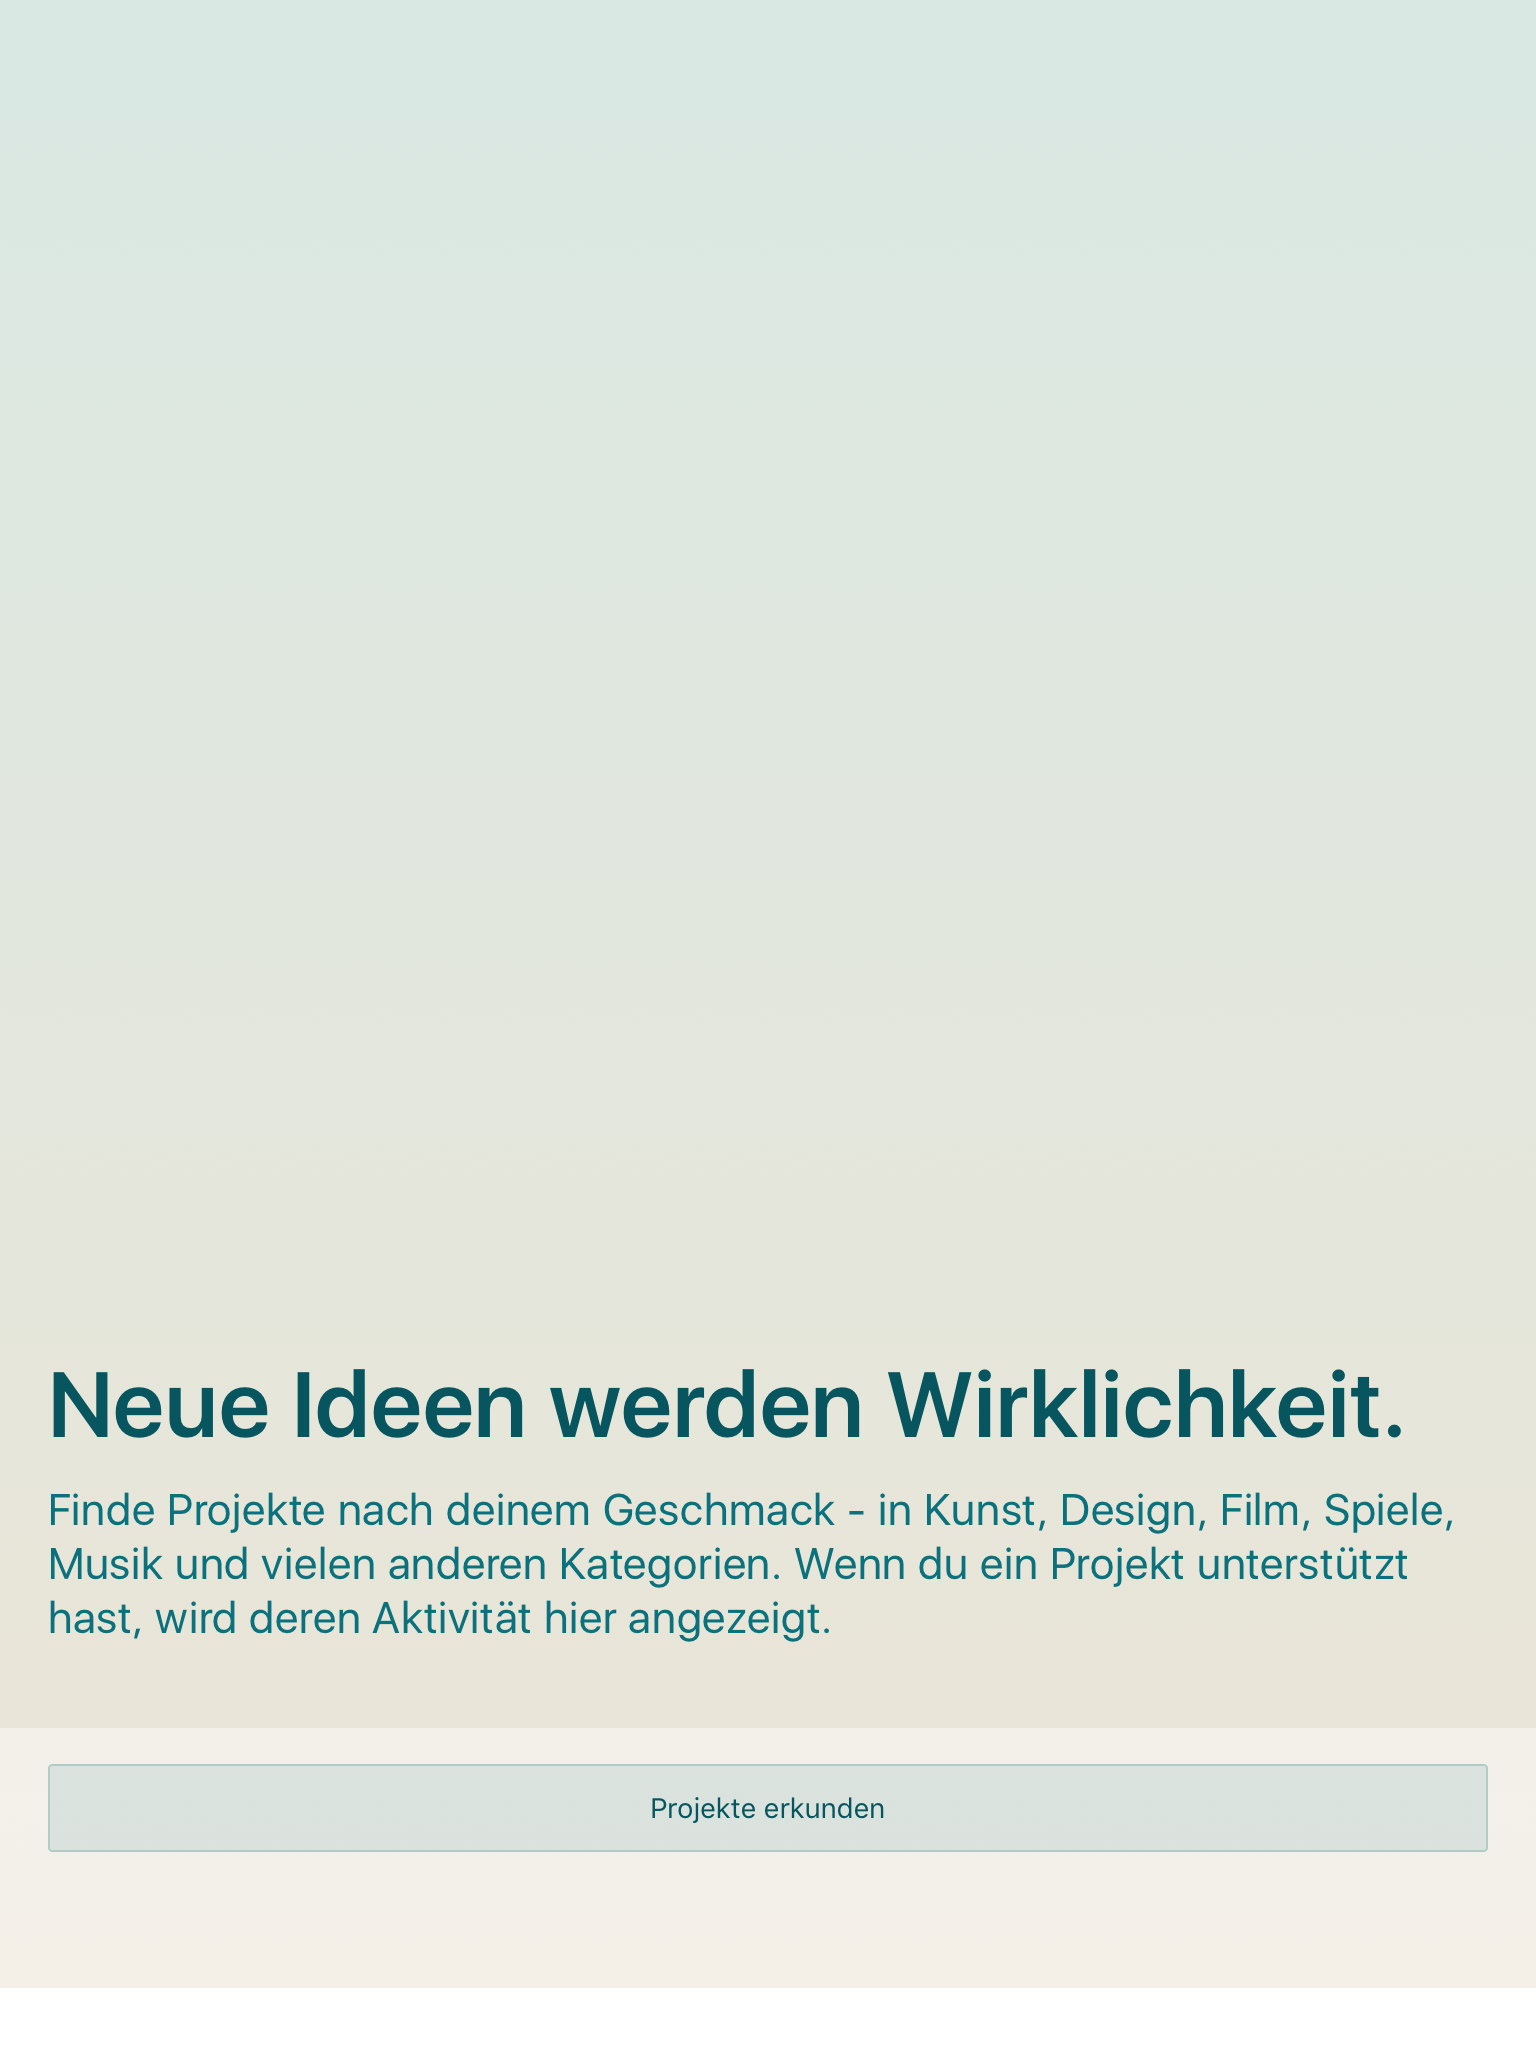 Neue Ideen werden Wirklichkeit.
Finde Projekte nach deinem Geschmack - in Kunst, Design, Film, Spiele,
Musik und vielen anderen Kategorien. Wenn du ein Projekt unterstützt
hast, wird deren Aktivität hier angezeigt.
Projekte erkunden